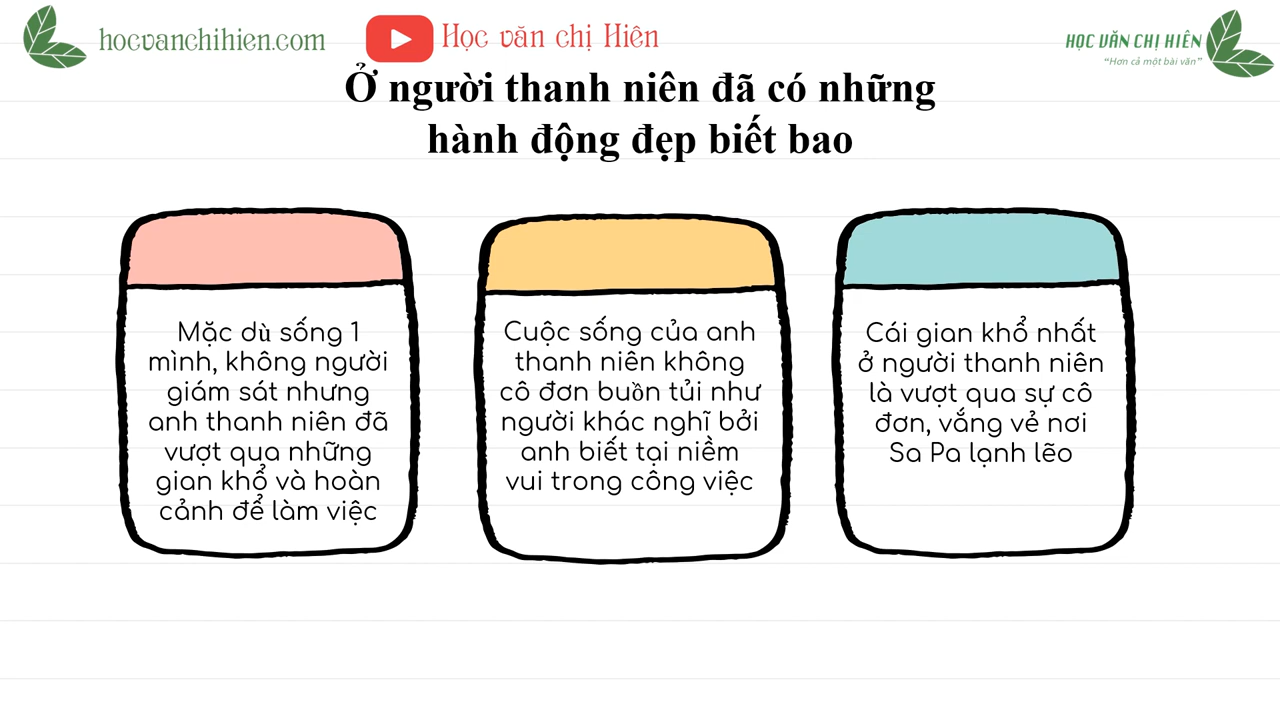 hocvanchihien.com
Học văn chị Hiên
HỌC VĂN CHỊ HIÊN
“Hơn cả một bài văn”
Ở người thanh niên đã có những
hành động đẹp biết bao
Mặc dù sống 1
mình, không người
giám sát nhưng
anh thanh niên đã
vượt qua những
gian khổ và hoàn
cảnh để làm việc
Cuộc sống của anh
thanh niên không
cô đơn buồn tủi như
người khác nghĩ bởi
anh biết tại niềm
vui trong công việc
Cái gian khổ nhất
ở người thanh niên
là vượt qua sự cô
đơn, vắng vẻ nơi
Sa Pa lạnh lẽo